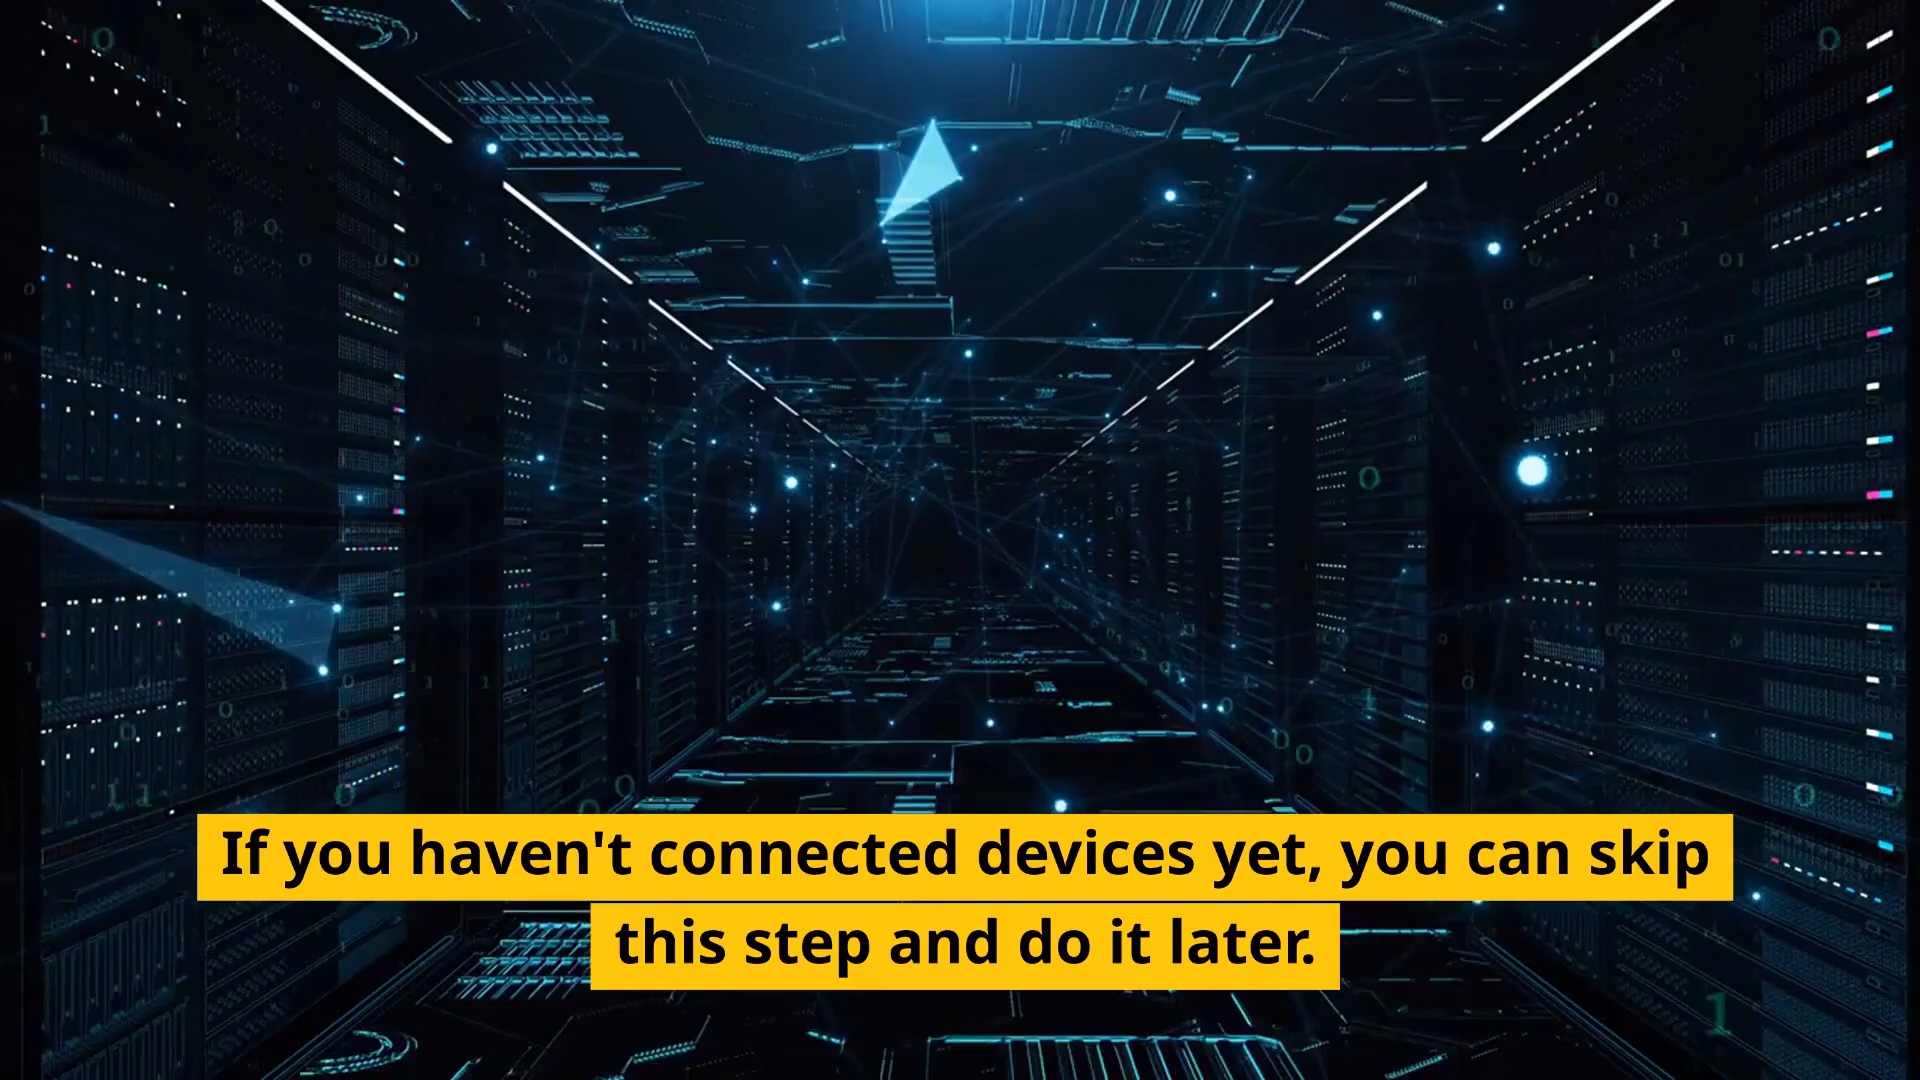 If you haven't connected devices yet, you can skip
this step and do it later.